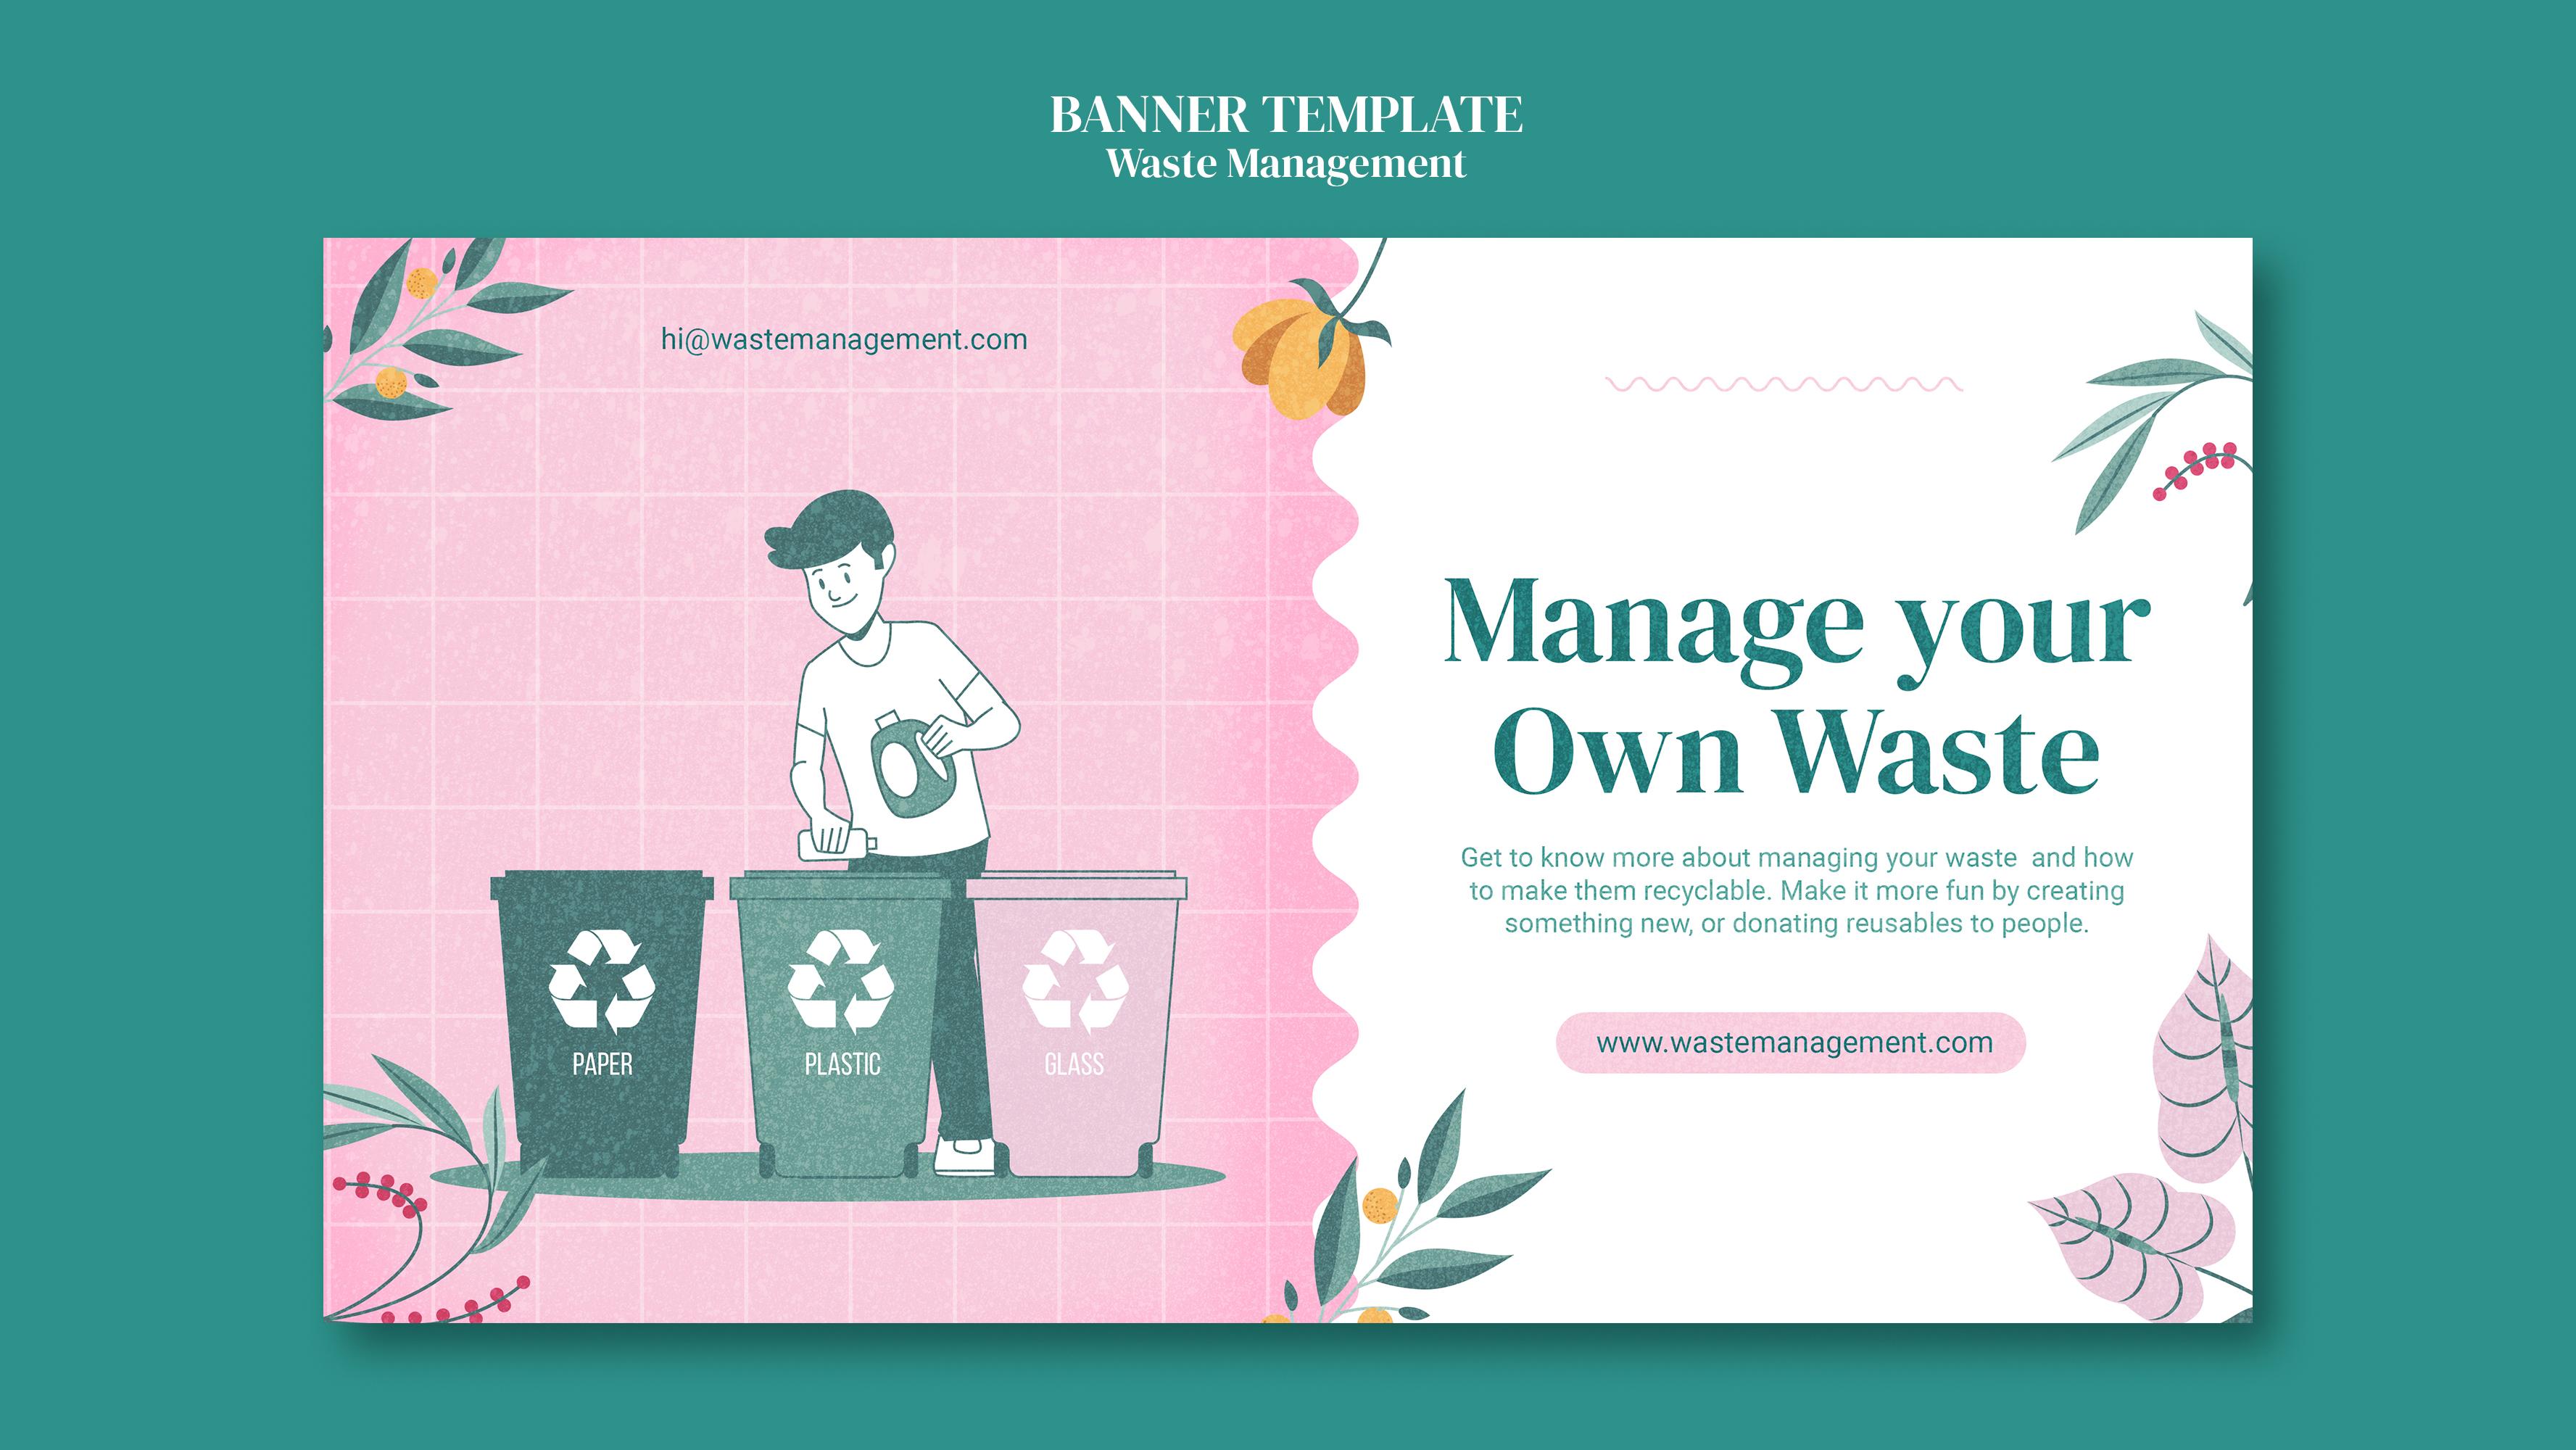 BANNER TEMPLATE
Waste Management
hi@wastemanagement.com
PAPER
PLASTIC
GLASS
Manage your
Own Waste
Get to know more about managing your waste  and how
to make them recyclable. Make it more fun by creating
something new, or donating reusables to people.
www.wastemanagement.com